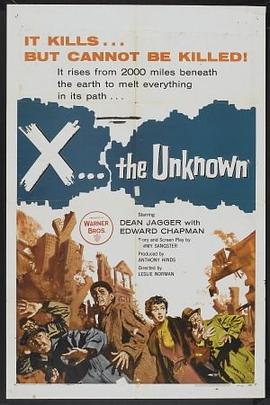 IT KILLS...
BUT CANNOT BE KILLED!
It rises from 2000 miles beneath
the earth to melt everything
in its path...
X... the Unknown
Starring
DEAN JAGGER with
EDWARD CHAPMAN
WARNER
BROS.
Story and Screen Play by
JIMMY SANGSTER
Produced by
ANTHONY HINDS
Directed by
LESLIE NORMAN